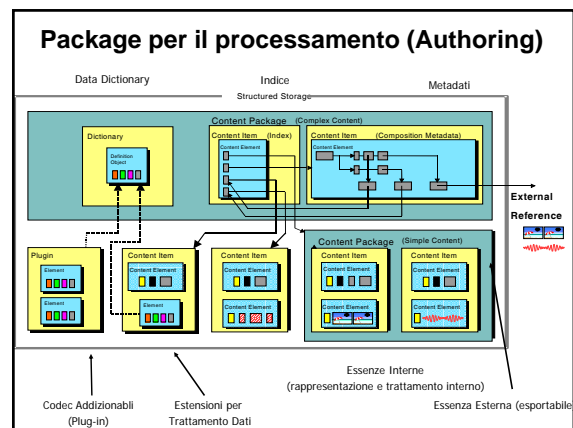 Package per il processamento (Authoring)
Data Dictionary
Indice
Metadati
Structured Storage
Content Package (Complex Content)
Dictionary
Definition
Object
Content Item (Index)
Content Element
Content Item (Composition Metadata)
Content Element
External
Reference
Plugin
Element
Element
Content Item
Content Element
Element
Content Item
Content Element
Content Element
Content Package (Simple Content)
Content Item
Content Element
Content Element
Content Item
Content Element
Content Element
Essenze Interne
(rappresentazione e trattamento interno)
Codec Addizionabli
(Plug-in)
Estensioni per
Trattamento Dati
Essenza Esterna (esportabile)